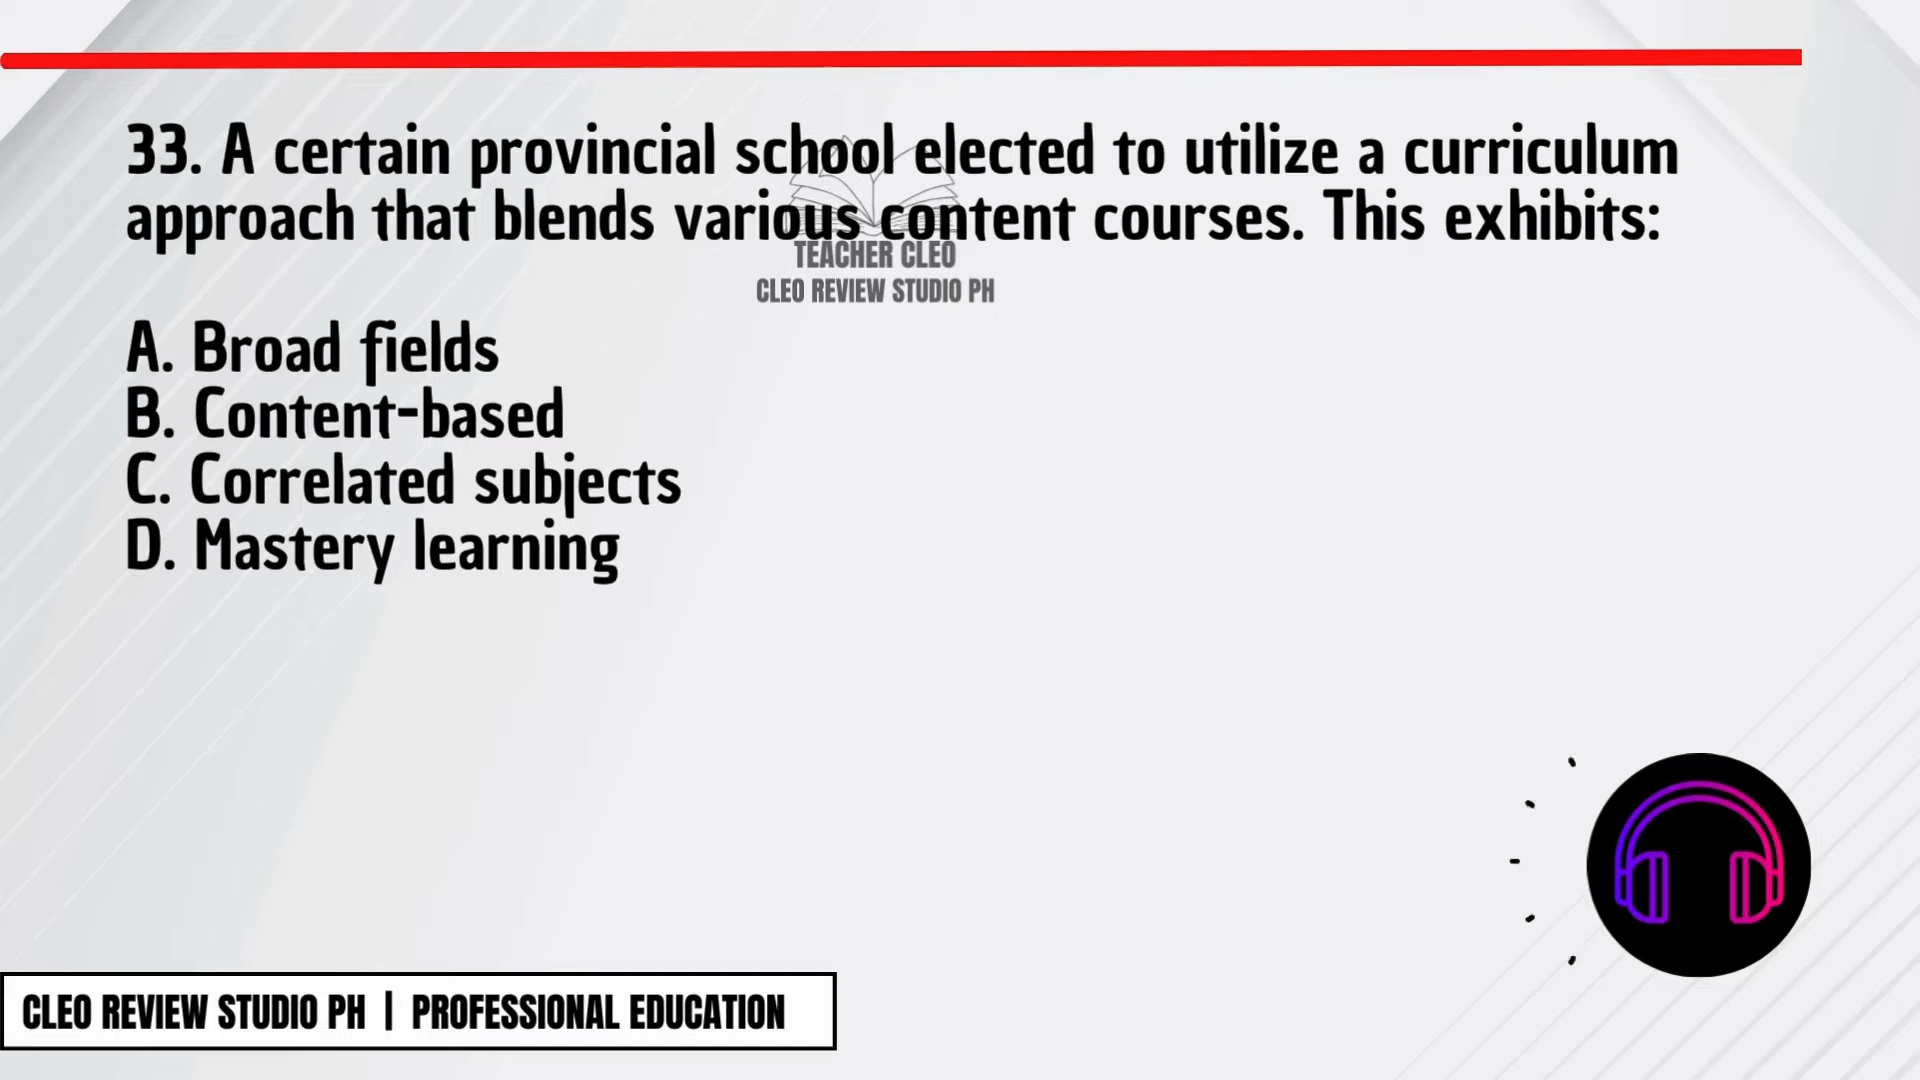 33. A certain provincial school elected to utilize a curriculum
approach that blends various content courses. This exhibits:
TEACHER CLEO
CLEO REVIEW STUDIO PH
A. Broad fields
B. Content-based
C. Correlated subjects
D. Mastery learning
CLEO REVIEW STUDIO PH | PROFESSIONAL EDUCATION